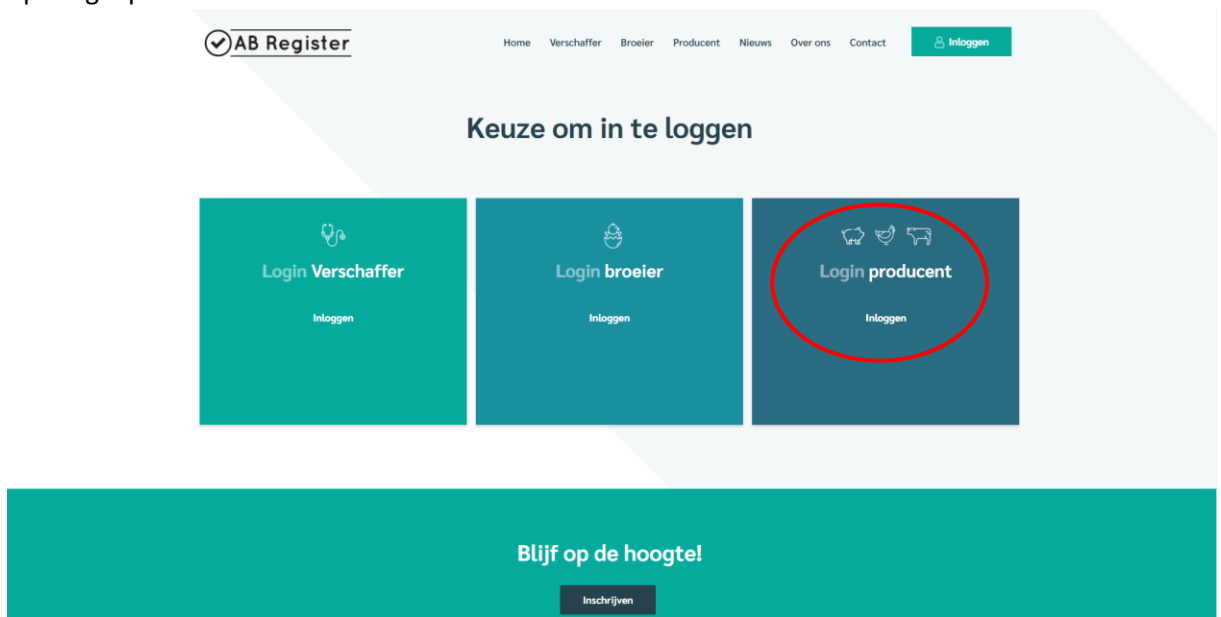 AB Register
Home Verschaffer Broeier Producent Nieuws Over ons Contact Inloggen
Keuze om in te loggen
Login Verschaffer
Inloggen
Login broeier
Inloggen
Login producent
Inloggen
Blijf op de hoogte!
Inschrijven